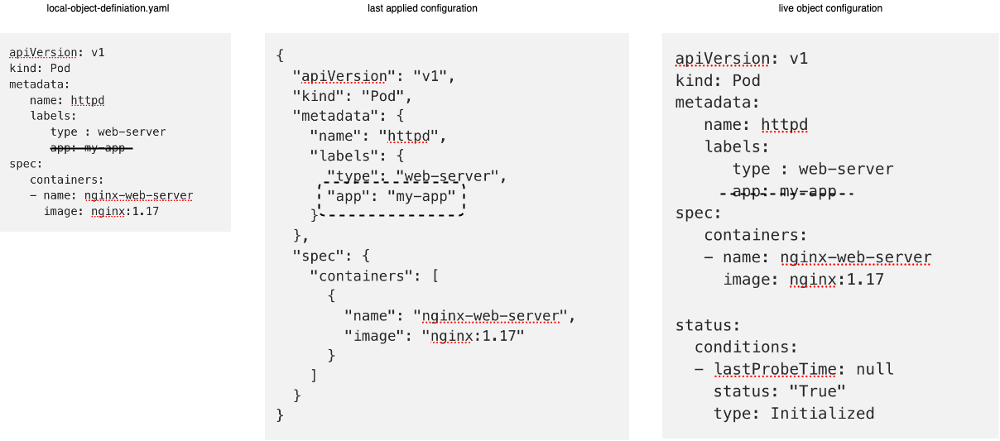 local-object-definiation.yaml
apiVersion: v1
kind: Pod
metadata:
name: httpd
labels:
type : web-server
app: my-app
spec:
containers:
- name: nginx-web-server
image: nginx:1.17
last applied configuration
{
"apiVersion": "v1",
"kind": "Pod",
"metadata": {
"name": "httpd",
"labels": {
"type": "web-server",
"app": "my-app"
}
},
"spec": {
"containers": [
{
"name": "nginx-web-server",
"image": "nginx:1.17"
}
]
}
}
live object configuration
apiVersion: v1
kind: Pod
metadata:
name: httpd
labels:
type : web-server
app: my-app
spec:
containers:
- name: nginx-web-server
image: nginx:1.17
status:
conditions:
- lastProbeTime: null
status: "True"
type: Initialized